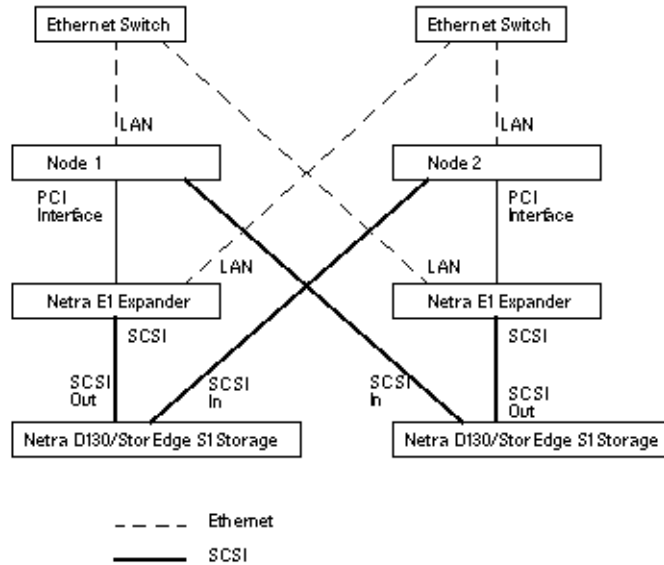 Ethernet Switch
Ethernet Switch
LAN
LAN
Node 1
Node 2
PCI
Interface
PCI
Interface
LAN
LAN
Netra E1 Expander
Netra E1 Expander
SCSI
SCSI
SCSI
Out
SCSI
In
SCSI
In
SCSI
Out
Netra D130/StorEdge S1 Storage
Netra D130/StorEdge S1 Storage
Ethernet
SCSI